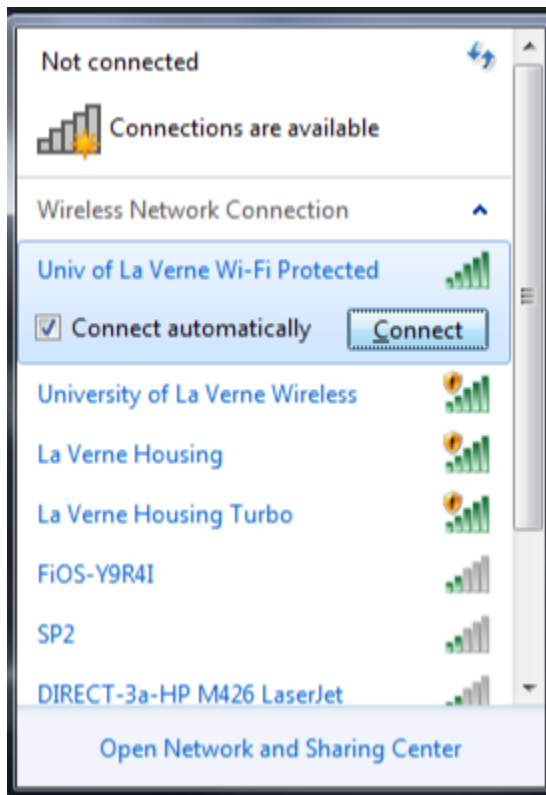 Not connected
Connections are available
Wireless Network Connection
Univ of La Verne Wi-Fi Protected
Connect automatically Connect
University of La Verne Wireless
La Verne Housing
La Verne Housing Turbo
FiOS-Y9R4I
SP2
DIRECT-3a-HP M426 LaserJet
Open Network and Sharing Center